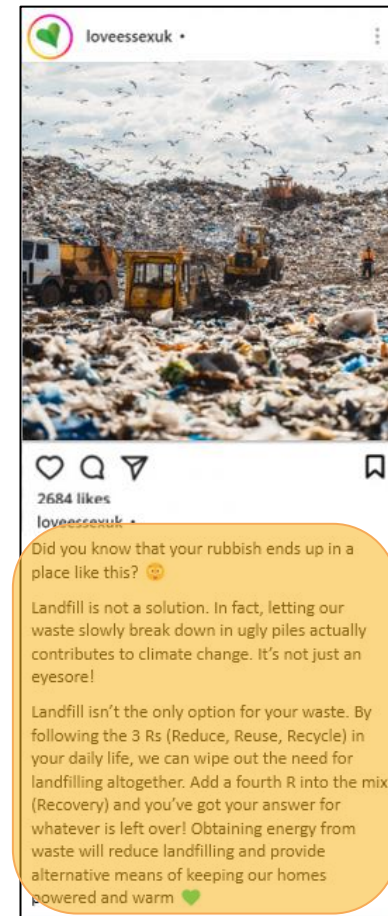 loveessexuk •
2684 likes
loveessexuk •
Did you know that your rubbish ends up in a
place like this? 😳
Landfill is not a solution. In fact, letting our
waste slowly break down in ugly piles actually
contributes to climate change. It's not just an
eyesore!
Landfill isn't the only option for your waste. By
following the 3 Rs (Reduce, Reuse, Recycle) in
your daily life, we can wipe out the need for
landfilling altogether. Add a fourth R into the mix
(Recovery) and you've got your answer for
whatever is left over! Obtaining energy from
waste will reduce landfilling and provide
alternative means of keeping our homes
powered and warm 💚